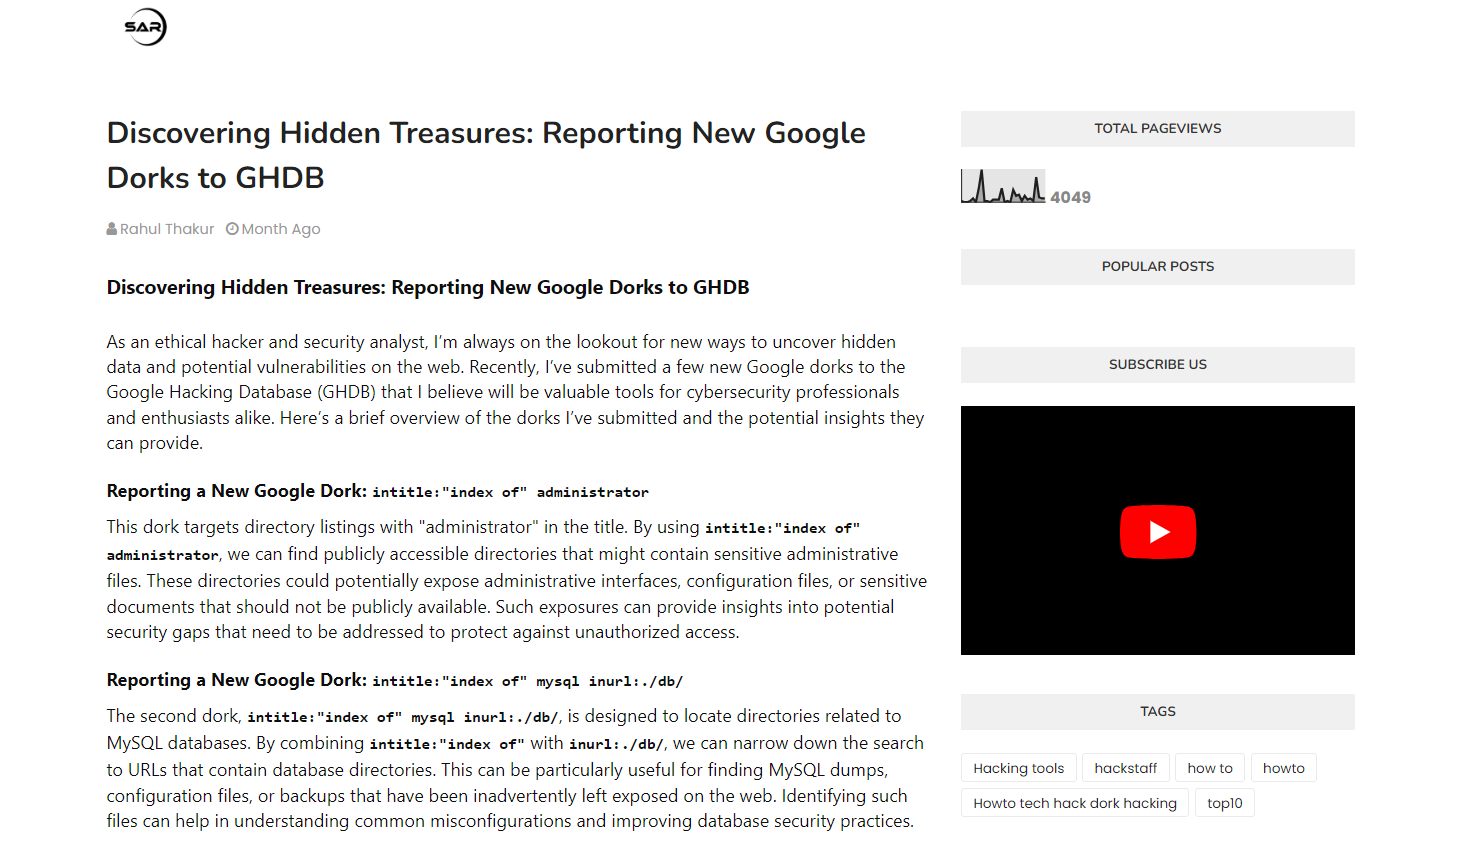 SAR
Discovering Hidden Treasures: Reporting New Google
Dorks to GHDB
Rahul Thakur Month Ago
Discovering Hidden Treasures: Reporting New Google Dorks to GHDB
As an ethical hacker and security analyst, I’m always on the lookout for new ways to uncover hidden
data and potential vulnerabilities on the web. Recently, I’ve submitted a few new Google dorks to the
Google Hacking Database (GHDB) that I believe will be valuable tools for cybersecurity professionals
and enthusiasts alike. Here’s a brief overview of the dorks I’ve submitted and the potential insights they
can provide.
Reporting a New Google Dork: intitle:"index of" administrator
This dork targets directory listings with "administrator" in the title. By using intitle:"index of"
administrator, we can find publicly accessible directories that might contain sensitive administrative
files. These directories could potentially expose administrative interfaces, configuration files, or sensitive
documents that should not be publicly available. Such exposures can provide insights into potential
security gaps that need to be addressed to protect against unauthorized access.
Reporting a New Google Dork: intitle:"index of" mysql inurl:./db/
The second dork, intitle:"index of" mysql inurl:./db/, is designed to locate directories related to
MySQL databases. By combining intitle:"index of" with inurl:./db/, we can narrow down the search
to URLs that contain database directories. This can be particularly useful for finding MySQL dumps,
configuration files, or backups that have been inadvertently left exposed on the web. Identifying such
files can help in understanding common misconfigurations and improving database security practices.
TOTAL PAGEVIEWS
4049
POPULAR POSTS
SUBSCRIBE US
TAGS
Hacking tools hackstaff how to howto
Howto tech hack dork hacking top10